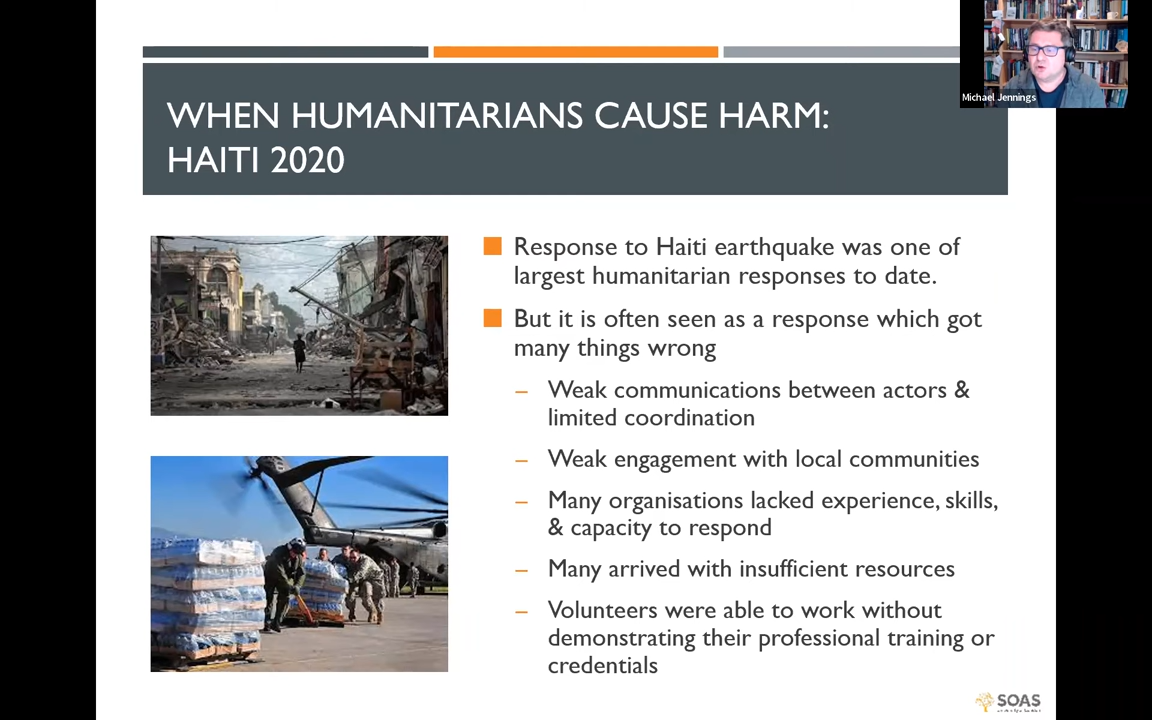 Michael Jennings
WHEN HUMANITARIANS CAUSE HARM:
HAITI 2020
Response to Haiti earthquake was one of
largest humanitarian responses to date.
But it is often seen as a response which got
many things wrong
– Weak communications between actors &
limited coordination
– Weak engagement with local communities
– Many organisations lacked experience, skills,
& capacity to respond
– Many arrived with insufficient resources
– Volunteers were able to work without
demonstrating their professional training or
credentials
SOAS